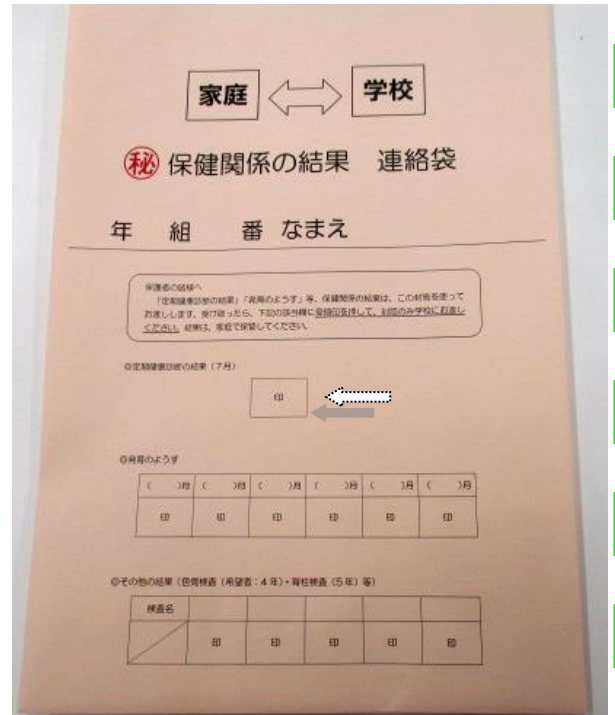 家庭 学校
㊙ 保健関係の結果 連絡袋
年 組 番 なまえ
保護者の皆様へ
「定期健康診断の結果」「発育のようす」等、保健関係の結果は、この封筒を使って
お渡しします。受け取ったら、下記の該当欄に受領印を押して、封筒のみ学校にお戻し
ください。結果は、家庭で保管してください。
◎定期健康診断の結果（7月）
印
◎発育のようす
（ ）月 （ ）月 （ ）月 （ ）月 （ ）月 （ ）月
印 印 印 印 印 印
◎その他の結果（色覚検査（希望者：4年）・脊柱検査（5年）等）
検査名
印 印 印 印 印